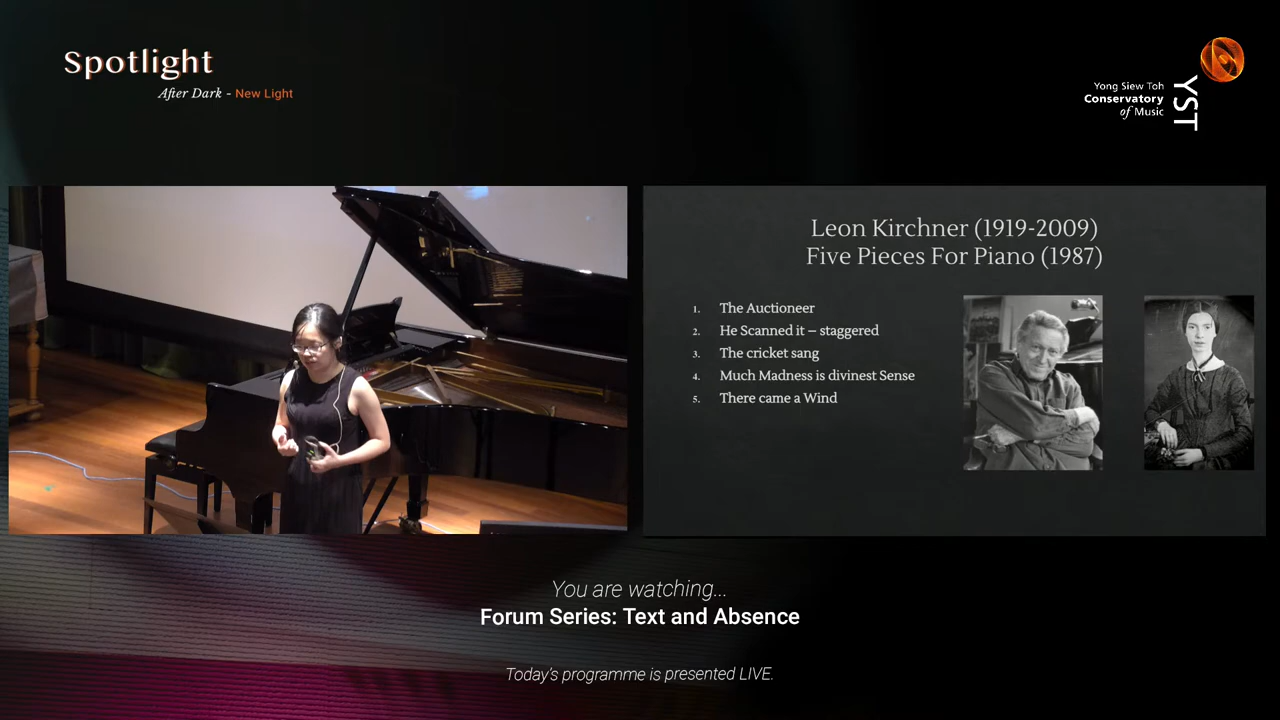 Spotlight
After Dark - New Light
Yong Siew Toh
Conservatory
of Music
YST
Leon Kirchner (1919-2009)
Five Pieces For Piano (1987)
1. The Auctioneer
2. He Scanned it – staggered
3. The cricket sang
4. Much Madness is divinest Sense
5. There came a Wind
You are watching...
Forum Series: Text and Absence
Today's programme is presented LIVE.